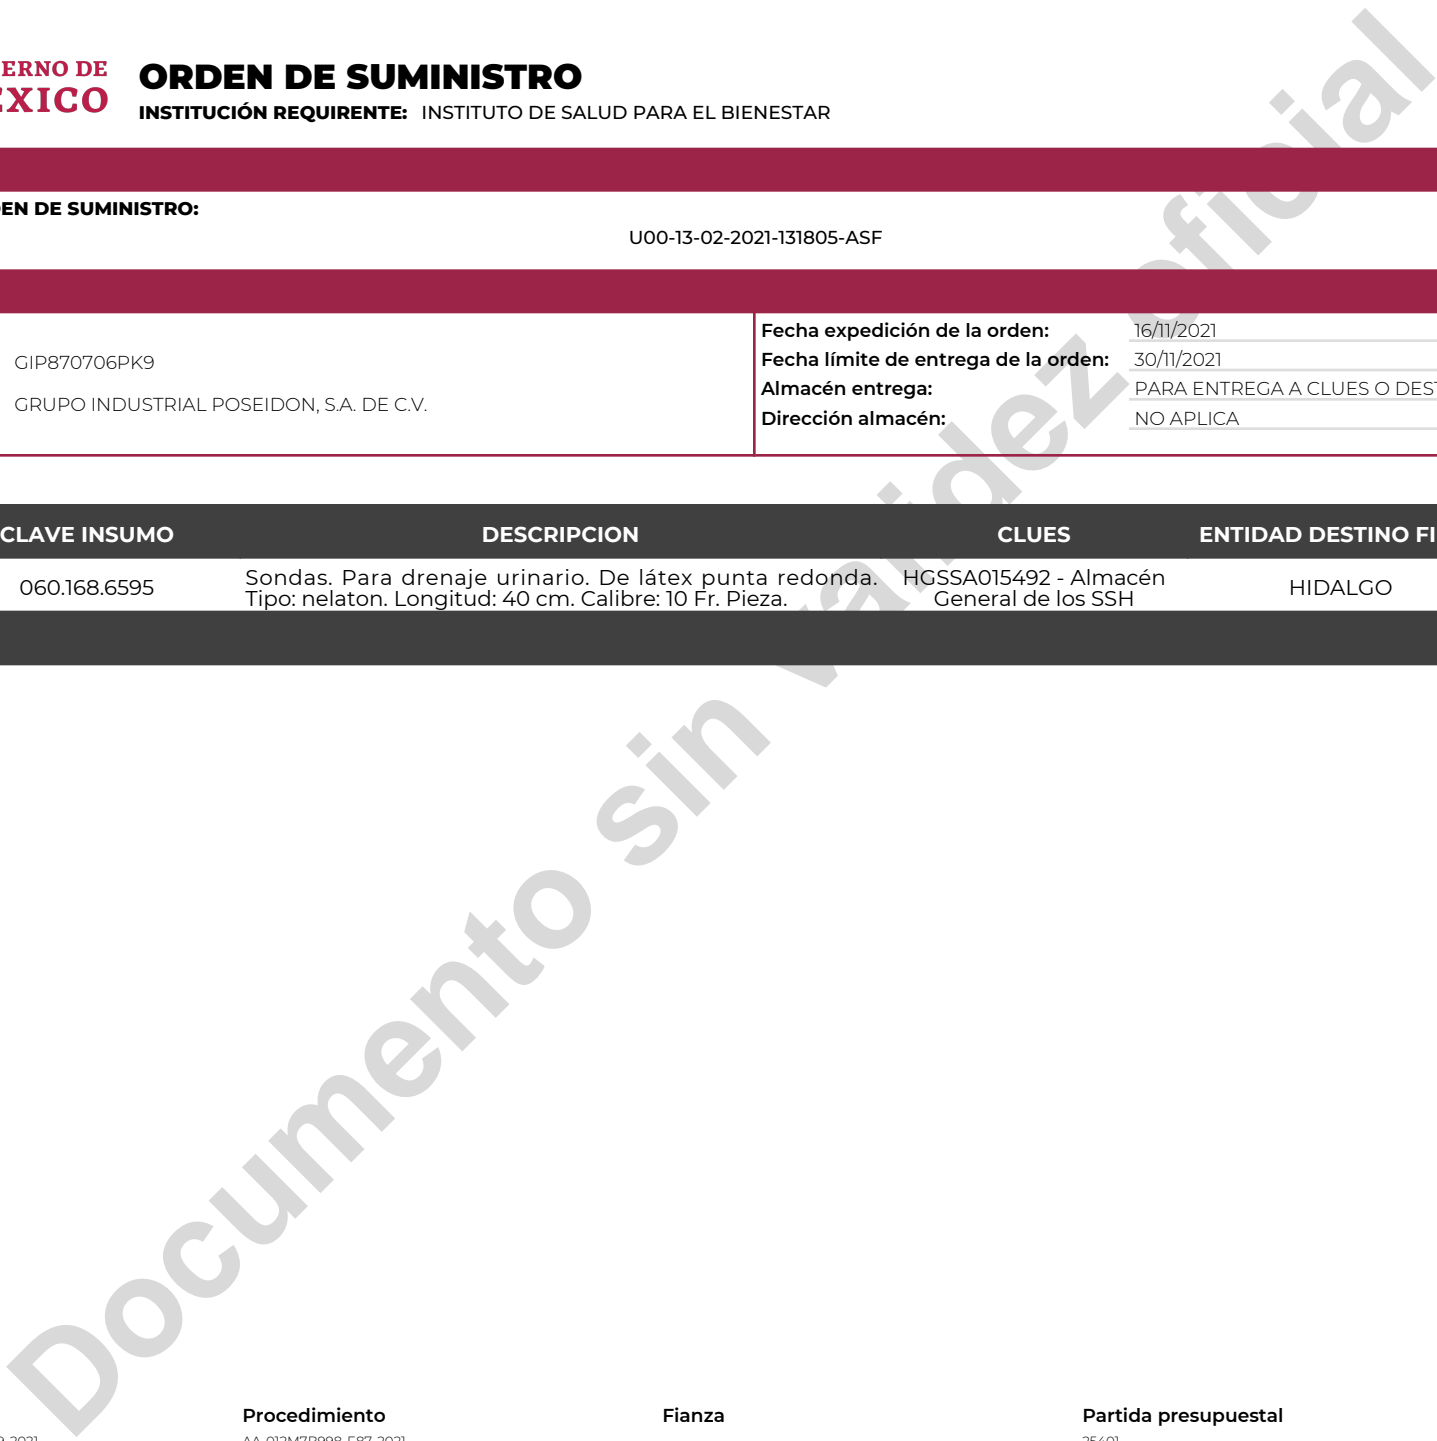 ERNO DE
EXICO
ORDEN DE SUMINISTRO
INSTITUCIÓN REQUIRENTE: INSTITUTO DE SALUD PARA EL BIENESTAR
EN DE SUMINISTRO:
U00-13-02-2021-131805-ASF
GIP870706PK9
GRUPO INDUSTRIAL POSEIDON, S.A. DE C.V.
Fecha expedición de la orden: 16/11/2021
Fecha límite de entrega de la orden: 30/11/2021
Almacén entrega: PARA ENTREGA A CLUES O DEST
Dirección almacén: NO APLICA
CLAVE INSUMO DESCRIPCION CLUES ENTIDAD DESTINO FI
060.168.6595
Sondas. Para drenaje urinario. De látex punta redonda.
Tipo: nelaton. Longitud: 40 cm. Calibre: 10 Fr. Pieza.
HGSSA015492 - Almacén
General de los SSH
HIDALGO
Documento sin validez oficial
Procedimiento Fianza Partida presupuestal